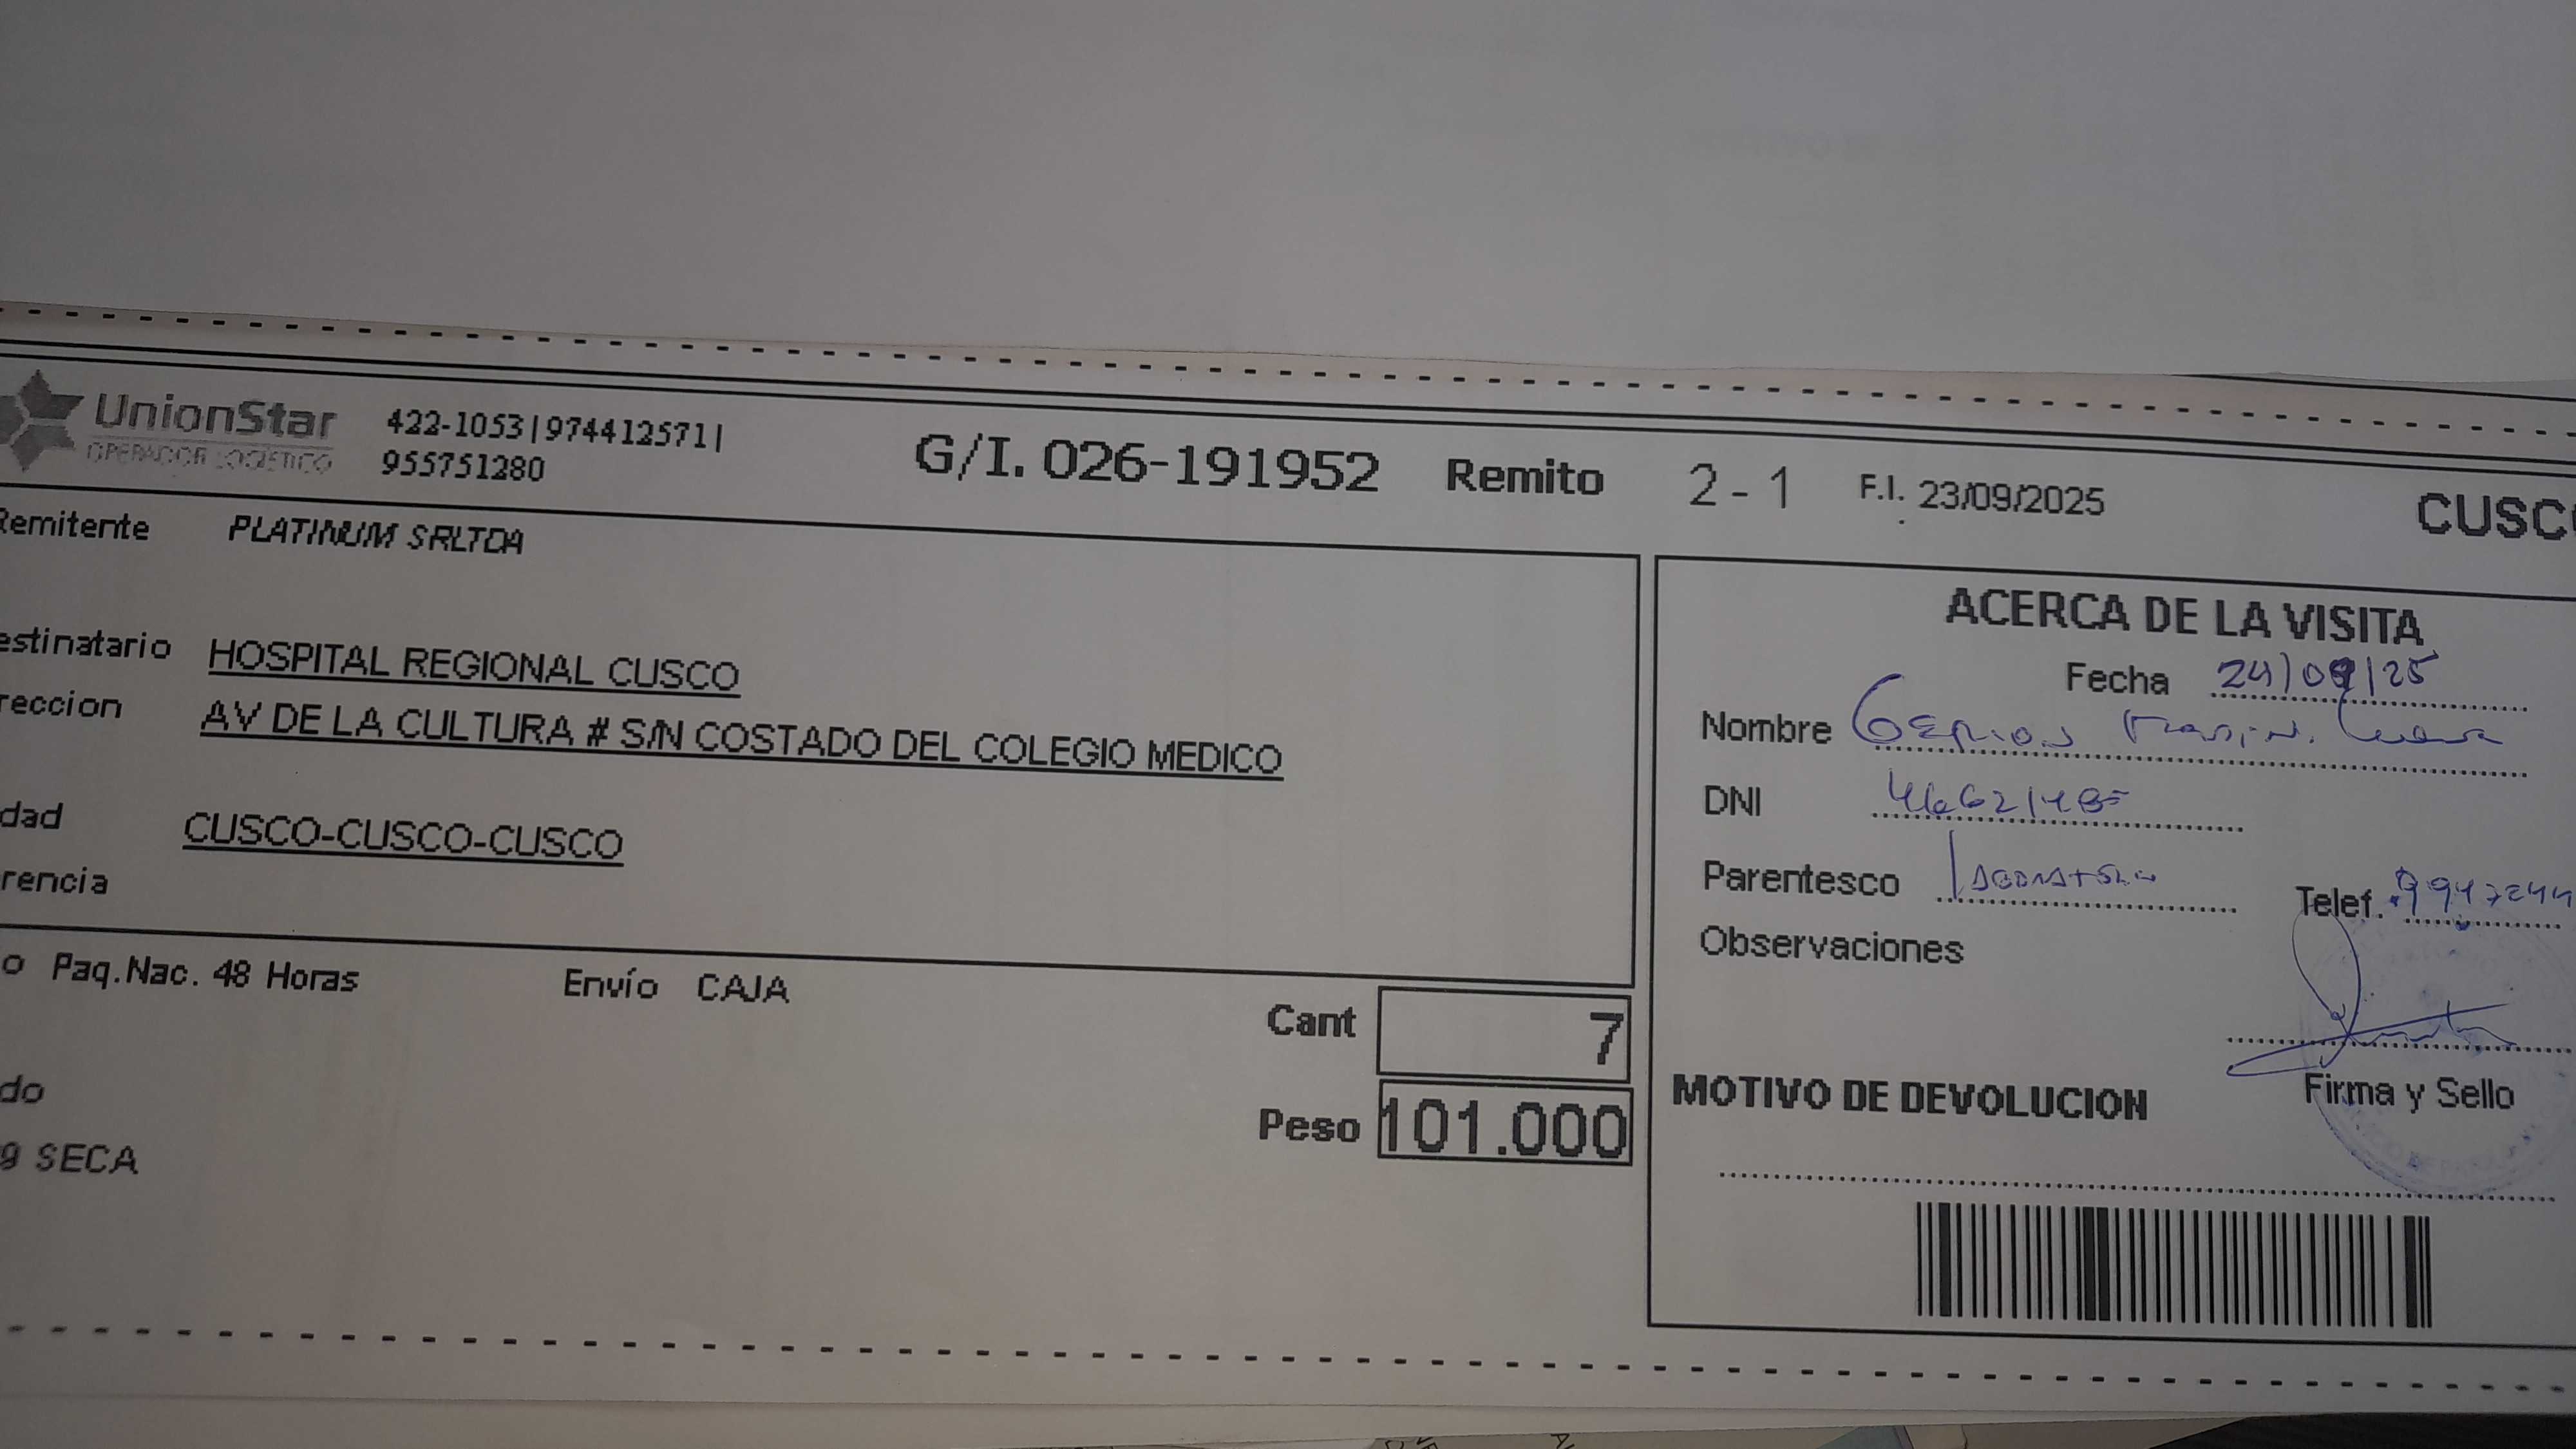 UnionStar
OPERADOR LOGISTICO
422-1053|974412571|
955751280
G/I. 026-191952 Remito 2 - 1 F.I. 23/09/2025
CUSCO
Remitente PLATINUM SRLTDA
estinatario HOSPITAL REGIONAL CUSCO
reccion AV DE LA CULTURA # S/N COSTADO DEL COLEGIO MEDICO
dad CUSCO-CUSCO-CUSCO
rencia
o Paq.Nac. 48 Horas Envío CAJA
Cant 7
do
Peso 101.000
9 SECA
ACERCA DE LA VISITA
Fecha 24/09/25
Nombre
DNI
Parentesco
Telef.
Observaciones
Firma y Sello
MOTIVO DE DEVOLUCION